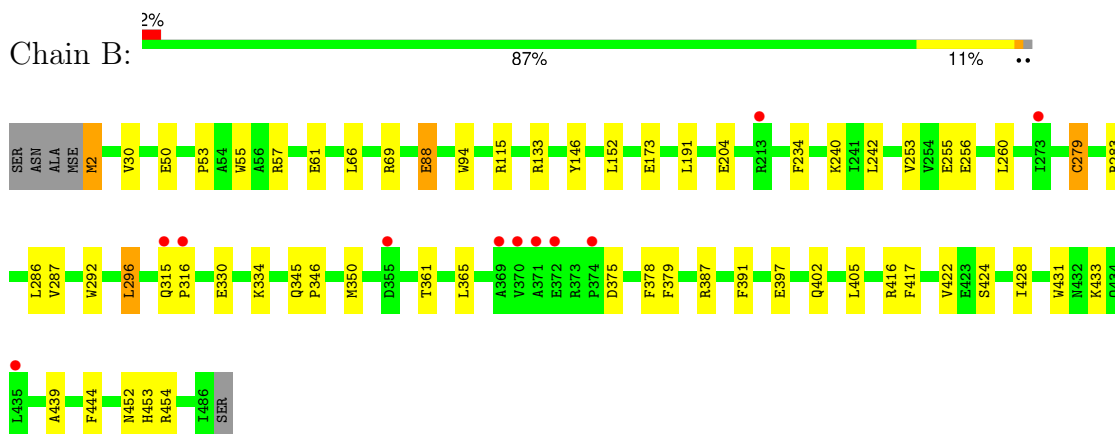 2%
Chain B:
87% 11% ••
SER ASN ALA MSE M2 V30 E50 P53 A54 W55 A56 R57 E61 L66 R69 E88 W94 R115 R133 Y146 L152 E173 L191 E204 R213 F234 K240 I241 L242 V253 V254 E255 E256 L260 I273 C279 R283
L286 V287 W292 L296 Q315 P316 E330 K334 Q345 P346 M350 D355 T361 L365 A369 V370 A371 E372 R373 P374 D375 F378 F379 R387 F391 E397 Q402 L405 R416 F417 V422 E423 S424 I428 W431 N432 K433
L435 A439 F444 N452 H453 R454 I486 SER